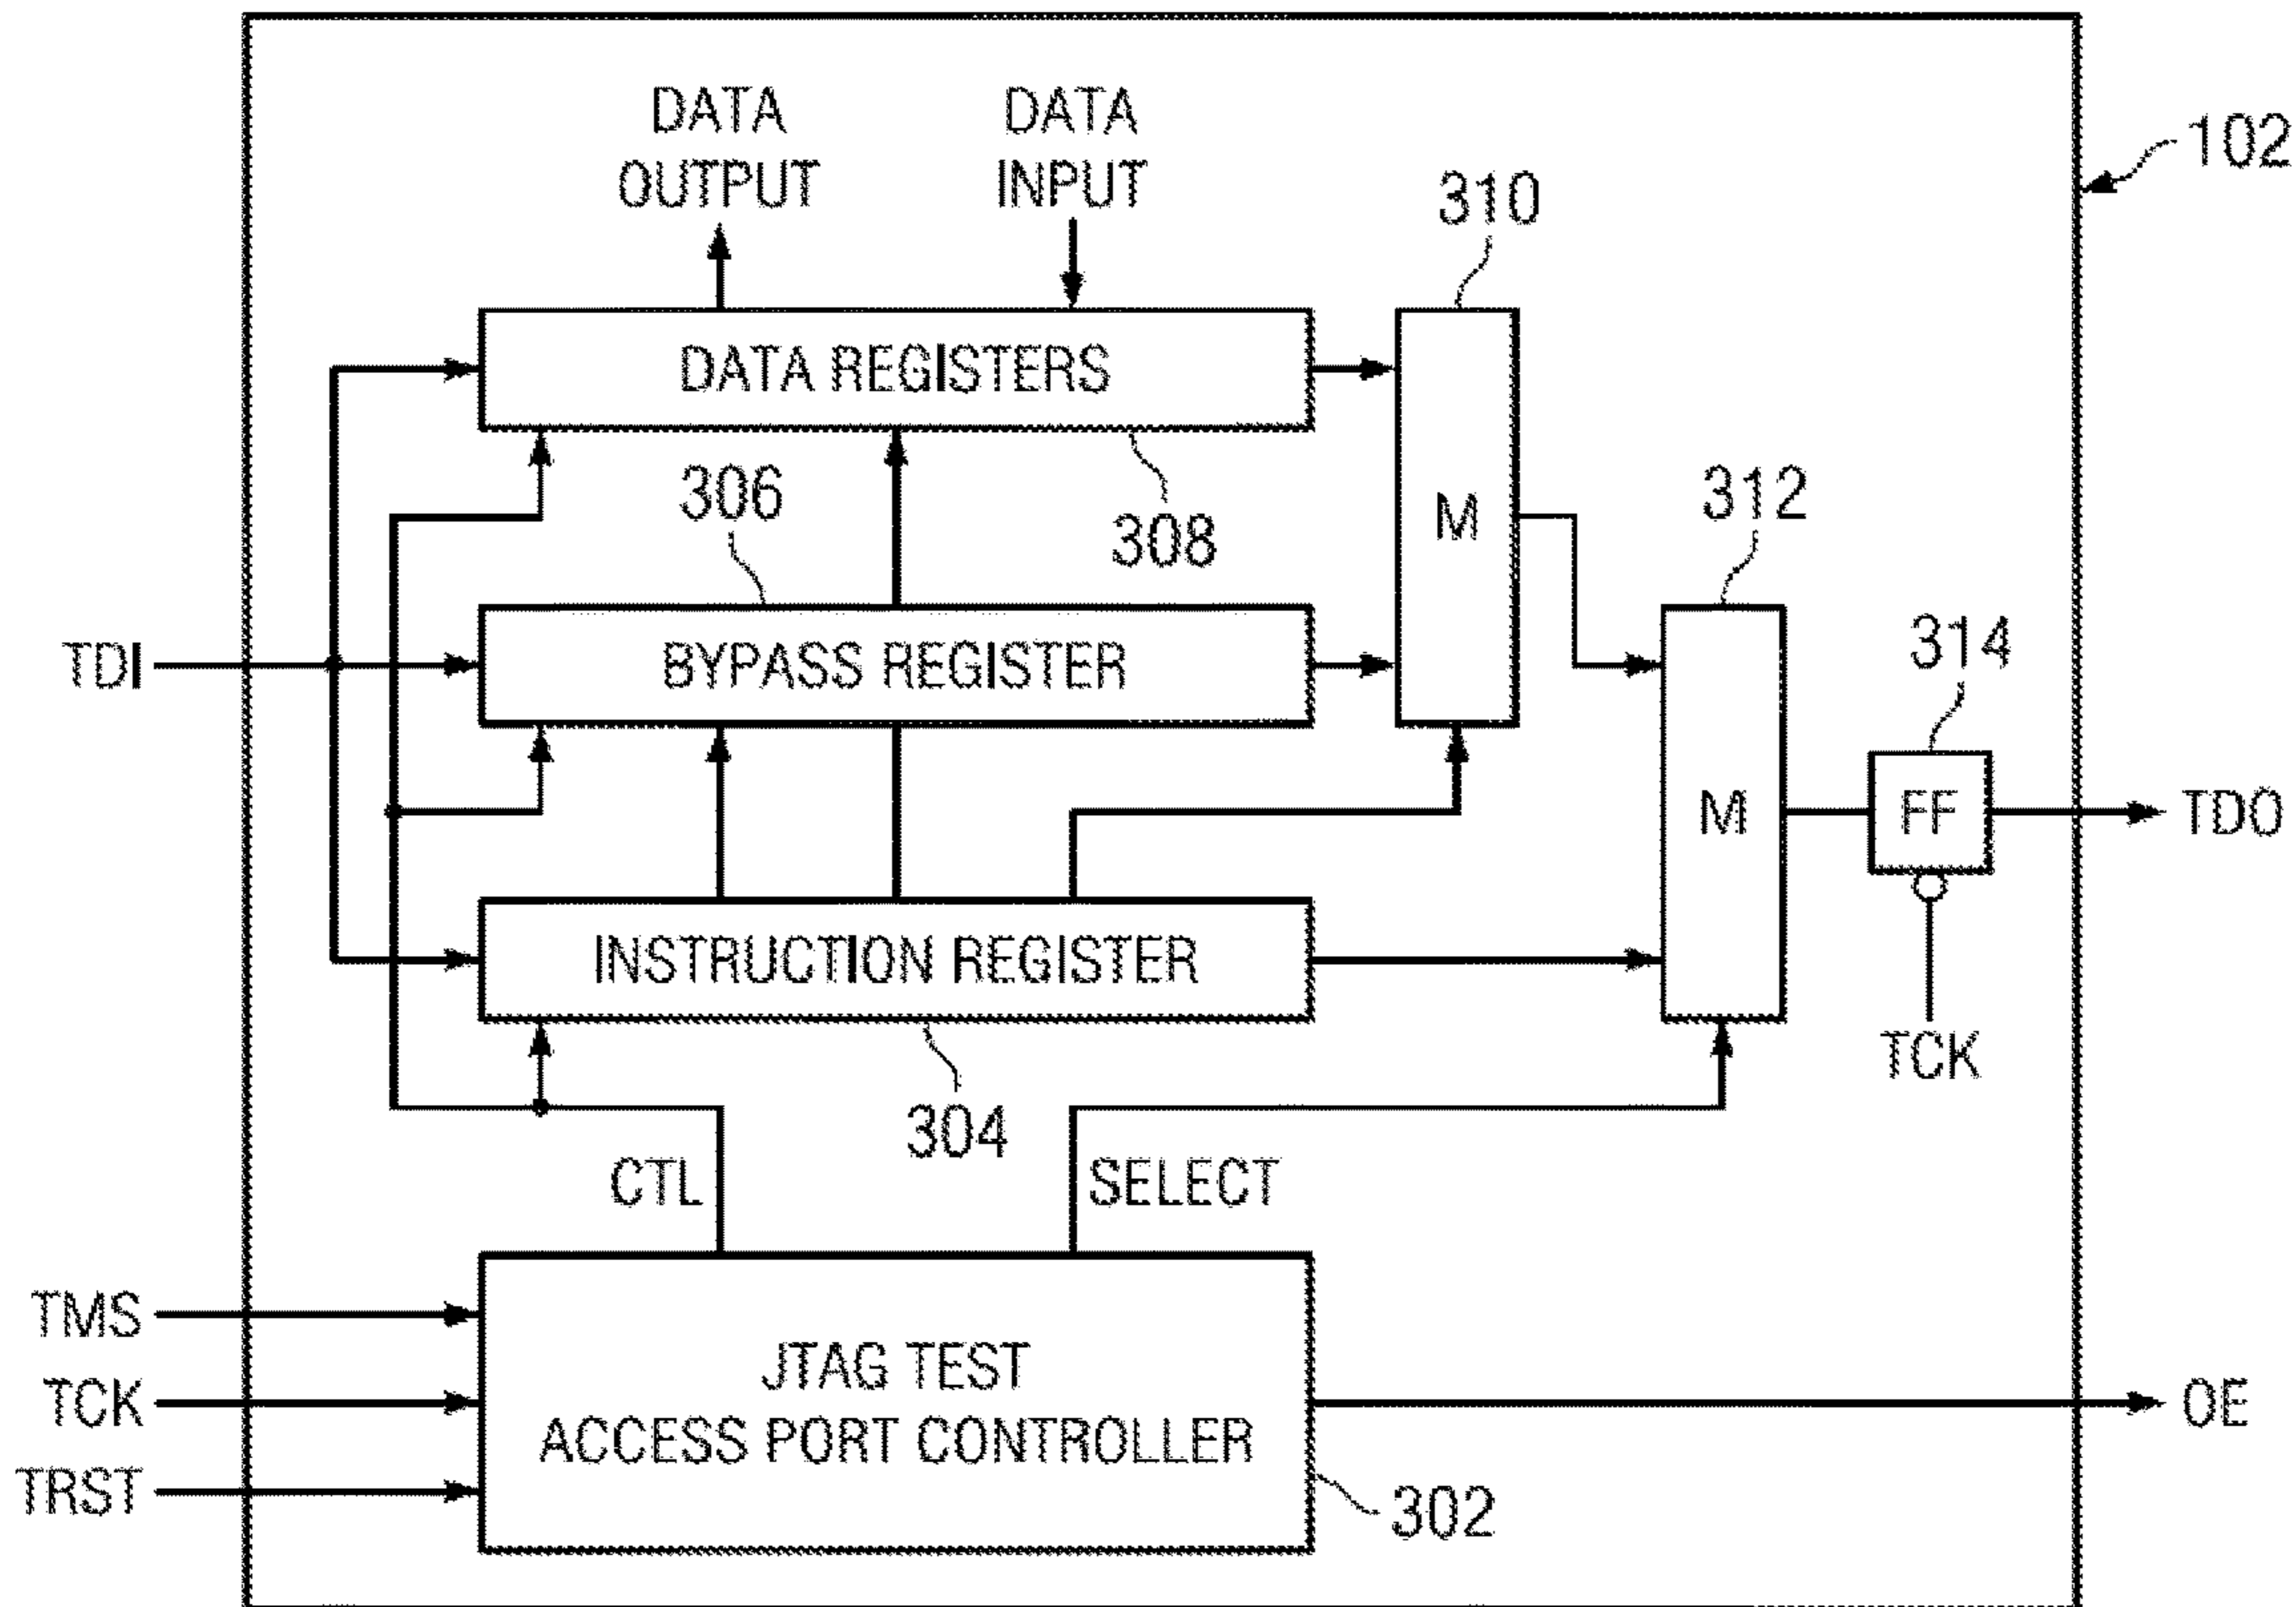 DATA
OUTPUT
DATA
INPUT
102
310
DATA REGISTERS
306
308
312
M
TDI
BYPASS REGISTER
314
M
FF
TDO
INSTRUCTION REGISTER
TCK
304
CTL
SELECT
TMS
TCK
TRST
JTAG TEST
ACCESS PORT CONTROLLER
OE
302